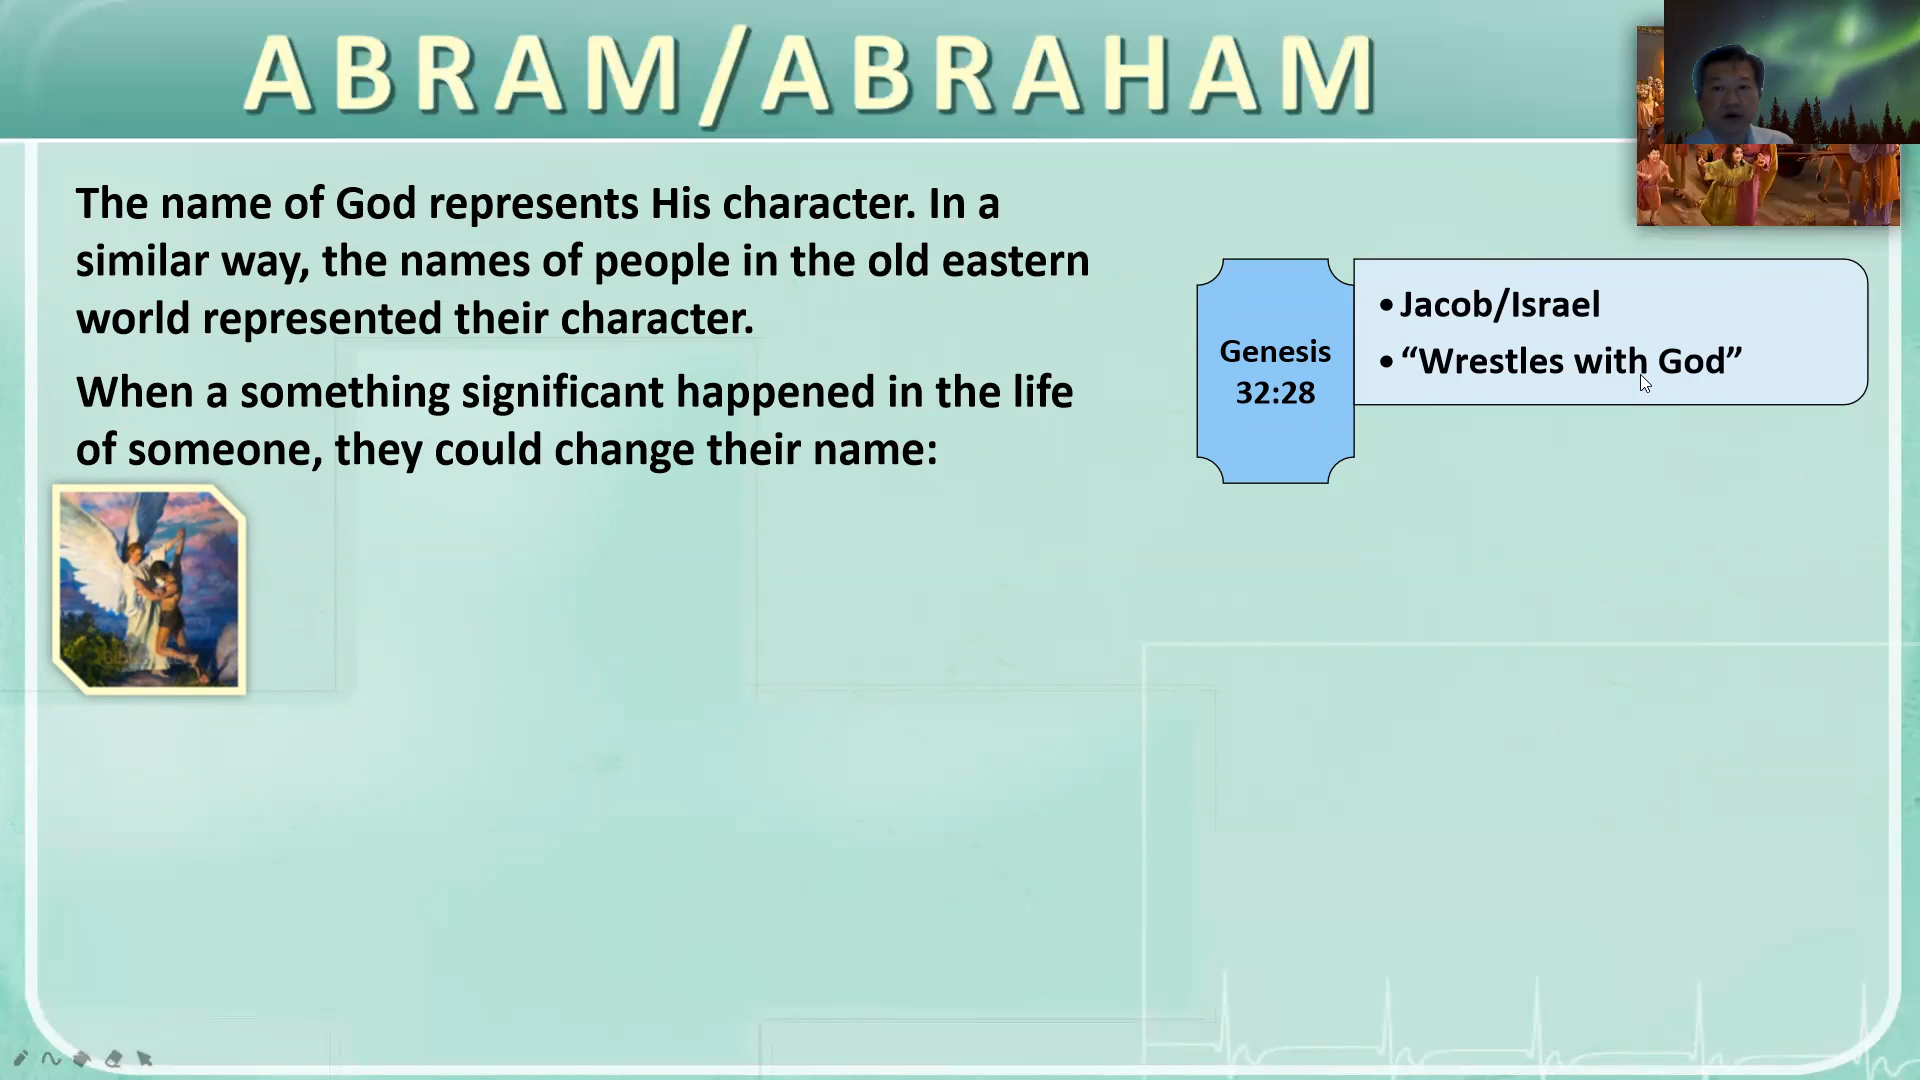 ABRAM/ABRAHAM
The name of God represents His character. In a
similar way, the names of people in the old eastern
world represented their character.
When a something significant happened in the life
of someone, they could change their name:
Genesis
32:28
•Jacob/Israel
•“Wrestles with God”